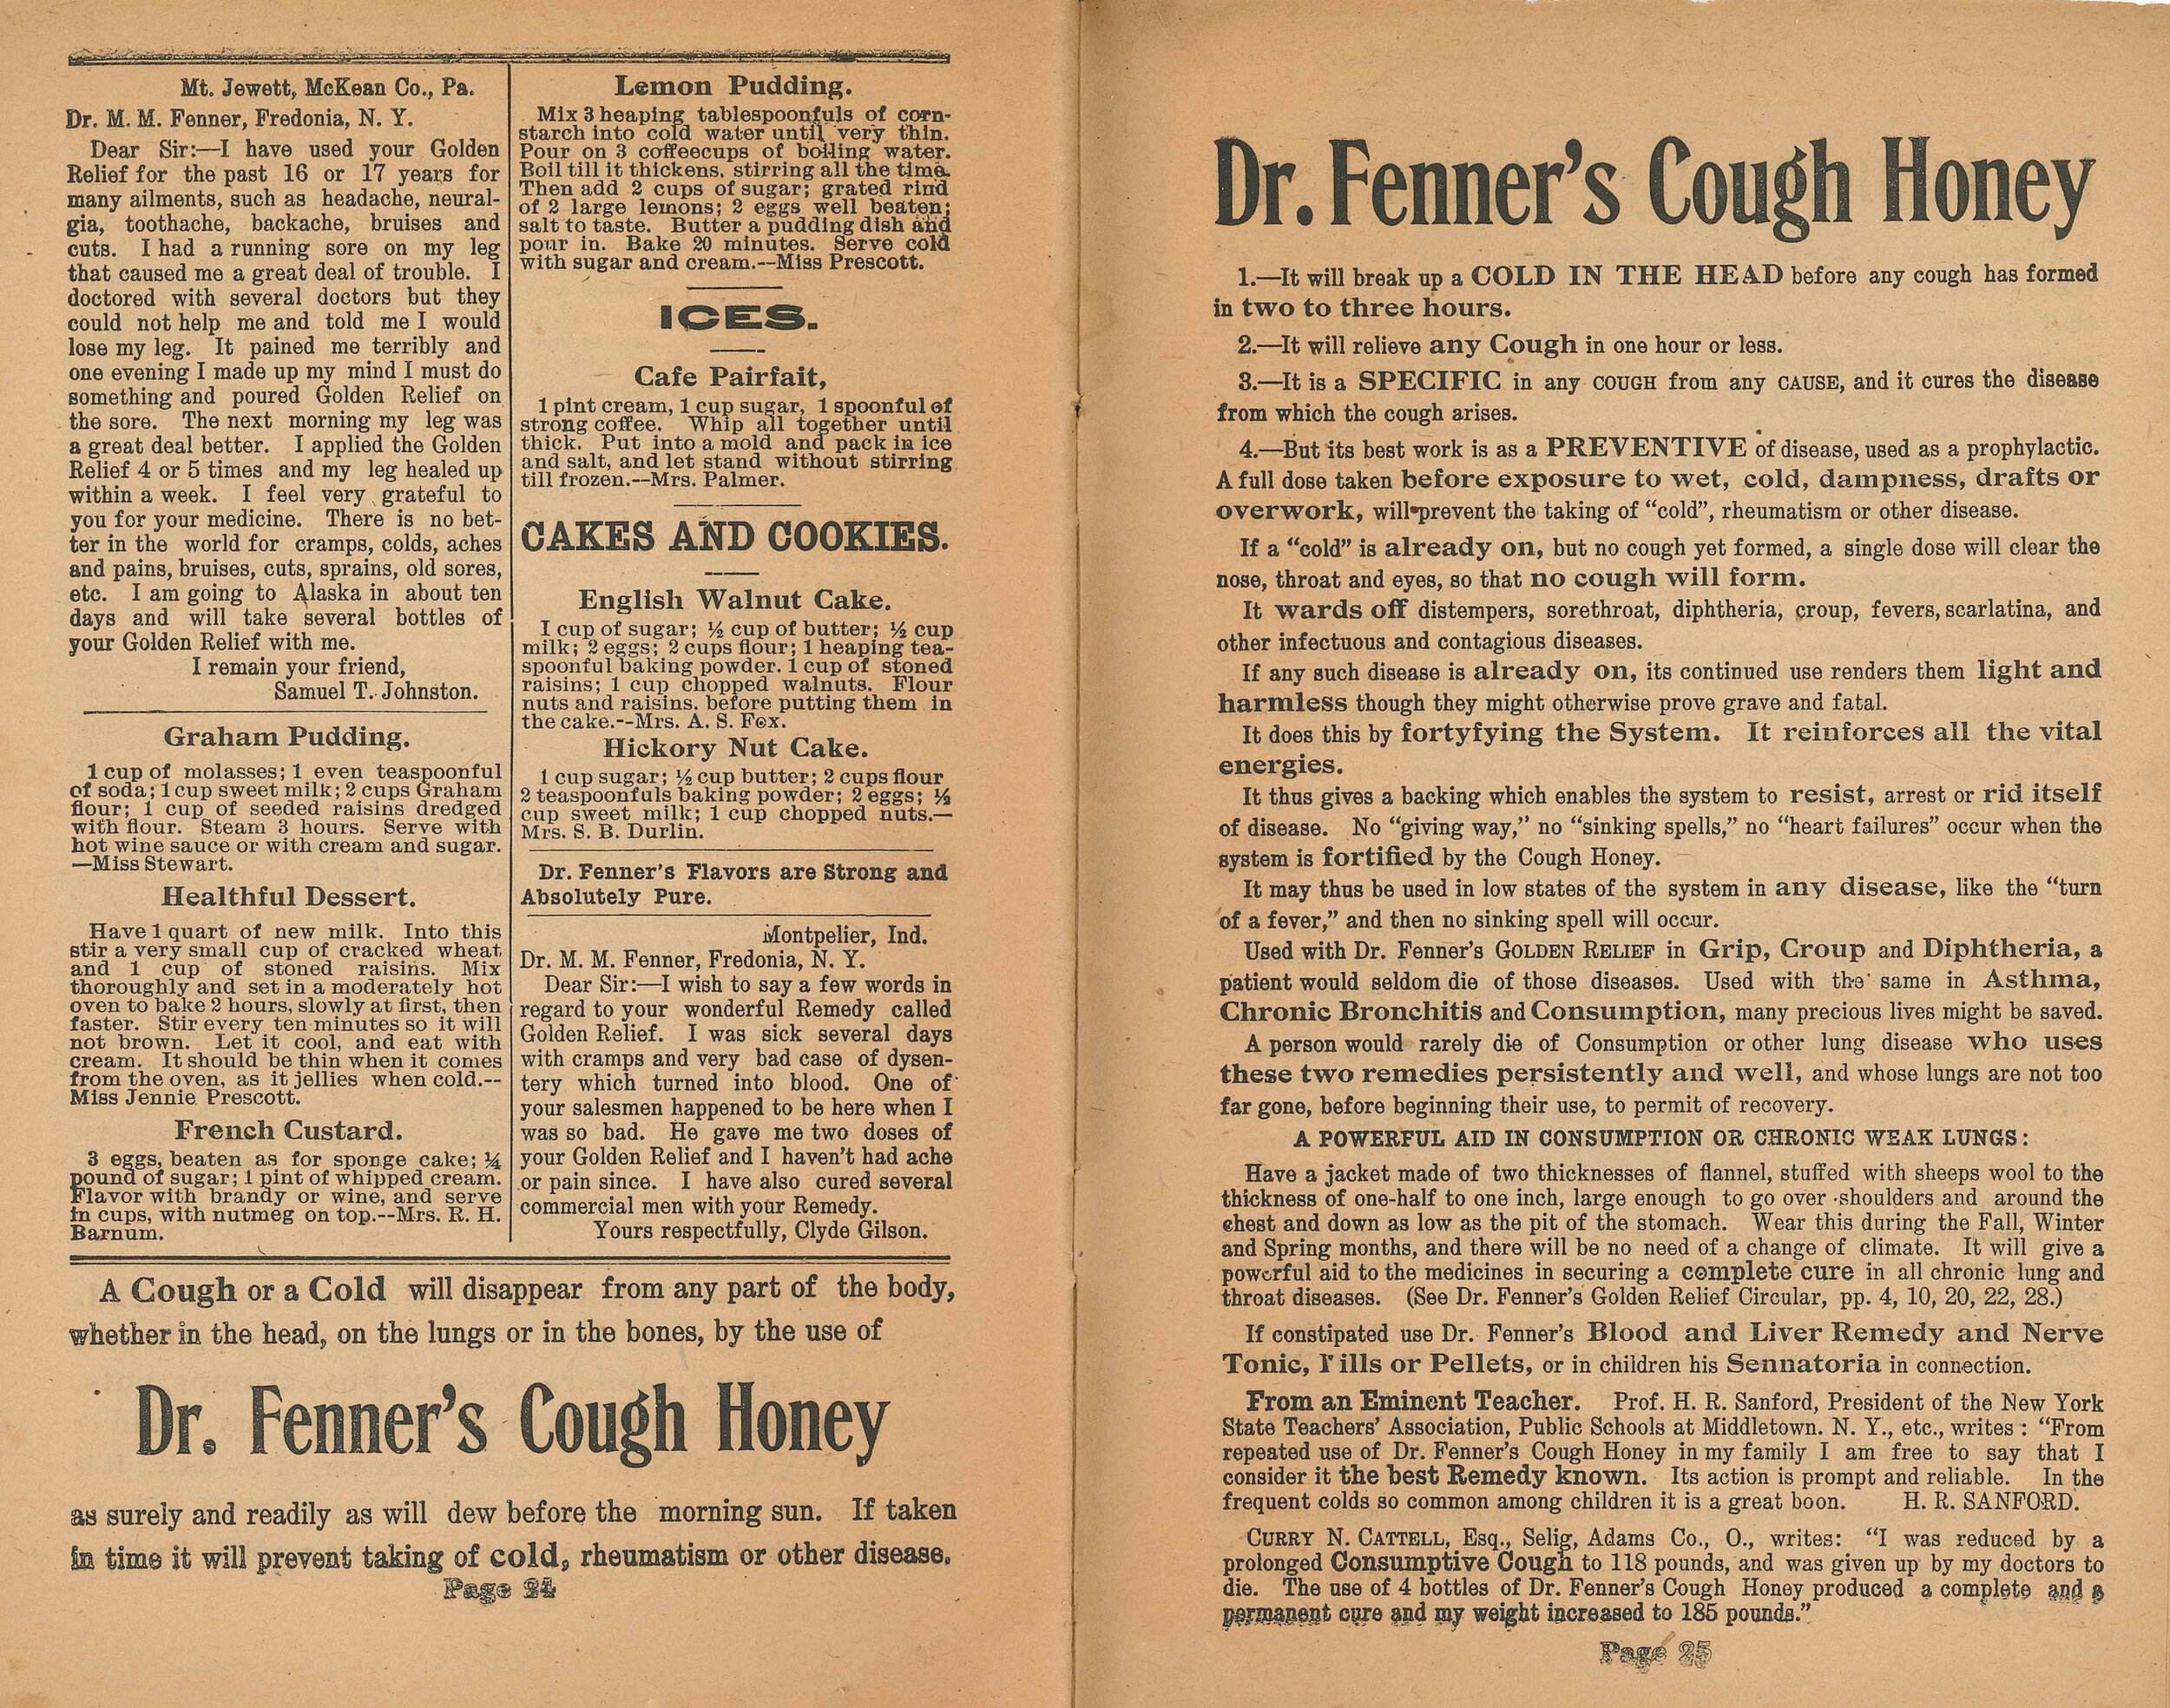 Mt. Jewett, McKean Co., Pa.
Dr. M. M. Fenner, Fredonia, N. Y.
Dear Sir:—I have used your Golden
Relief for the past 16 or 17 years for
many ailments, such as headache, neural-
gia, toothache, backache, bruises and
cuts. I had a running sore on my leg
that caused me a great deal of trouble. I
doctored with several doctors but they
could not help me and told me I would
lose my leg. It pained me terribly and
one evening I made up my mind I must do
something and poured Golden Relief on
the sore. The next morning my leg was
a great deal better. I applied the Golden
Relief 4 or 5 times and my leg healed up
within a week. I feel very grateful to
you for your medicine. There is no bet-
ter in the world for cramps, colds, aches
and pains, bruises, cuts, sprains, old sores,
etc. I am going to Alaska in about ten
days and will take several bottles of
your Golden Relief with me.
I remain your friend,
Samuel T. Johnston.
Graham Pudding.
1 cup of molasses; 1 even teaspoonful
of soda; 1 cup sweet milk; 2 cups Graham
flour; 1 cup of seeded raisins dredged
with flour. Steam 3 hours. Serve with
hot wine sauce or with cream and sugar.
—Miss Stewart.
Healthful Dessert.
Have 1 quart of new milk. Into this
stir a very small cup of cracked wheat
and 1 cup of stoned raisins. Mix
thoroughly and set in a moderately hot
oven to bake 2 hours, slowly at first, then
faster. Stir every ten minutes so it will
not brown. Let it cool, and eat with
cream. It should be thin when it comes
from the oven, as it jellies when cold.--
Miss Jennie Prescott.
French Custard.
3 eggs, beaten as for sponge cake; ¼
pound of sugar; 1 pint of whipped cream.
Flavor with brandy or wine, and serve
in cups, with nutmeg on top.--Mrs. R. H.
Barnum.
Lemon Pudding.
Mix 3 heaping tablespoonfuls of corn-
starch into cold water until very thin.
Pour on 3 coffeecups of boiling water.
Boil till it thickens, stirring all the time.
Then add 2 cups of sugar; grated rind
of 2 large lemons; 2 eggs well beaten;
salt to taste. Butter a pudding dish and
pour in. Bake 20 minutes. Serve cold
with sugar and cream.--Miss Prescott.
ICES.
Cafe Pairfait,
1 pint cream, 1 cup sugar, 1 spoonful of
strong coffee. Whip all together until
thick. Put into a mold and pack in ice
and salt, and let stand without stirring
till frozen.--Mrs. Palmer.
CAKES AND COOKIES.
English Walnut Cake.
I cup of sugar; ½ cup of butter; ½ cup
milk; 2 eggs; 2 cups flour; 1 heaping tea-
spoonful baking powder. 1 cup of stoned
raisins; 1 cup chopped walnuts. Flour
nuts and raisins. before putting them in
the cake.--Mrs. A. S. Fox.
Hickory Nut Cake.
1 cup sugar; ½ cup butter; 2 cups flour
2 teaspoonfuls baking powder; 2 eggs; ½
cup sweet milk; 1 cup chopped nuts.—
Mrs. S. B. Durlin.
Dr. Fenner's Flavors are Strong and
Absolutely Pure.
Montpelier, Ind.
Dr. M. M. Fenner, Fredonia, N. Y.
Dear Sir:—I wish to say a few words in
regard to your wonderful Remedy called
Golden Relief. I was sick several days
with cramps and very bad case of dysen-
tery which turned into blood. One of
your salesmen happened to be here when I
was so bad. He gave me two doses of
your Golden Relief and I haven't had ache
or pain since. I have also cured several
commercial men with your Remedy.
Yours respectfully, Clyde Gilson.
A Cough or a Cold will disappear from any part of the body,
whether in the head, on the lungs or in the bones, by the use of
Dr. Fenner's Cough Honey
as surely and readily as will dew before the morning sun. If taken
in time it will prevent taking of cold, rheumatism or other disease.
Page 24
Dr. Fenner's Cough Honey
1.—It will break up a COLD IN THE HEAD before any cough has formed
in two to three hours.
2.—It will relieve any Cough in one hour or less.
3.—It is a SPECIFIC in any COUGH from any CAUSE, and it cures the disease
from which the cough arises.
4.—But its best work is as a PREVENTIVE of disease, used as a prophylactic.
A full dose taken before exposure to wet, cold, dampness, drafts or
overwork, will prevent the taking of "cold", rheumatism or other disease.
If a "cold" is already on, but no cough yet formed, a single dose will clear the
nose, throat and eyes, so that no cough will form.
It wards off distempers, sorethroat, diphtheria, croup, fevers, scarlatina, and
other infectuous and contagious diseases.
If any such disease is already on, its continued use renders them light and
harmless though they might otherwise prove grave and fatal.
It does this by fortyfying the System. It reinforces all the vital
energies.
It thus gives a backing which enables the system to resist, arrest or rid itself
of disease. No "giving way," no "sinking spells," no "heart failures" occur when the
system is fortified by the Cough Honey.
It may thus be used in low states of the system in any disease, like the "turn
of a fever," and then no sinking spell will occur.
Used with Dr. Fenner's GOLDEN RELIEF in Grip, Croup and Diphtheria, a
patient would seldom die of those diseases. Used with the same in Asthma,
Chronic Bronchitis and Consumption, many precious lives might be saved.
A person would rarely die of Consumption or other lung disease who uses
these two remedies persistently and well, and whose lungs are not too
far gone, before beginning their use, to permit of recovery.
A POWERFUL AID IN CONSUMPTION OR CHRONIC WEAK LUNGS:
Have a jacket made of two thicknesses of flannel, stuffed with sheeps wool to the
thickness of one-half to one inch, large enough to go over shoulders and around the
chest and down as low as the pit of the stomach. Wear this during the Fall, Winter
and Spring months, and there will be no need of a change of climate. It will give a
powerful aid to the medicines in securing a complete cure in all chronic lung and
throat diseases. (See Dr. Fenner's Golden Relief Circular, pp. 4, 10, 20, 22, 28.)
If constipated use Dr. Fenner's Blood and Liver Remedy and Nerve
Tonic, Pills or Pellets, or in children his Sennatoria in connection.
From an Eminent Teacher. Prof. H. R. Sanford, President of the New York
State Teachers' Association, Public Schools at Middletown. N. Y., etc., writes : "From
repeated use of Dr. Fenner's Cough Honey in my family I am free to say that I
consider it the best Remedy known. Its action is prompt and reliable. In the
frequent colds so common among children it is a great boon. H. R. SANFORD.
CURRY N. CATTELL, Esq., Selig, Adams Co., O., writes: "I was reduced by a
prolonged Consumptive Cough to 118 pounds, and was given up by my doctors to
die. The use of 4 bottles of Dr. Fenner's Cough Honey produced a complete and a
permanent cure and my weight increased to 185 pounds."
Page 25